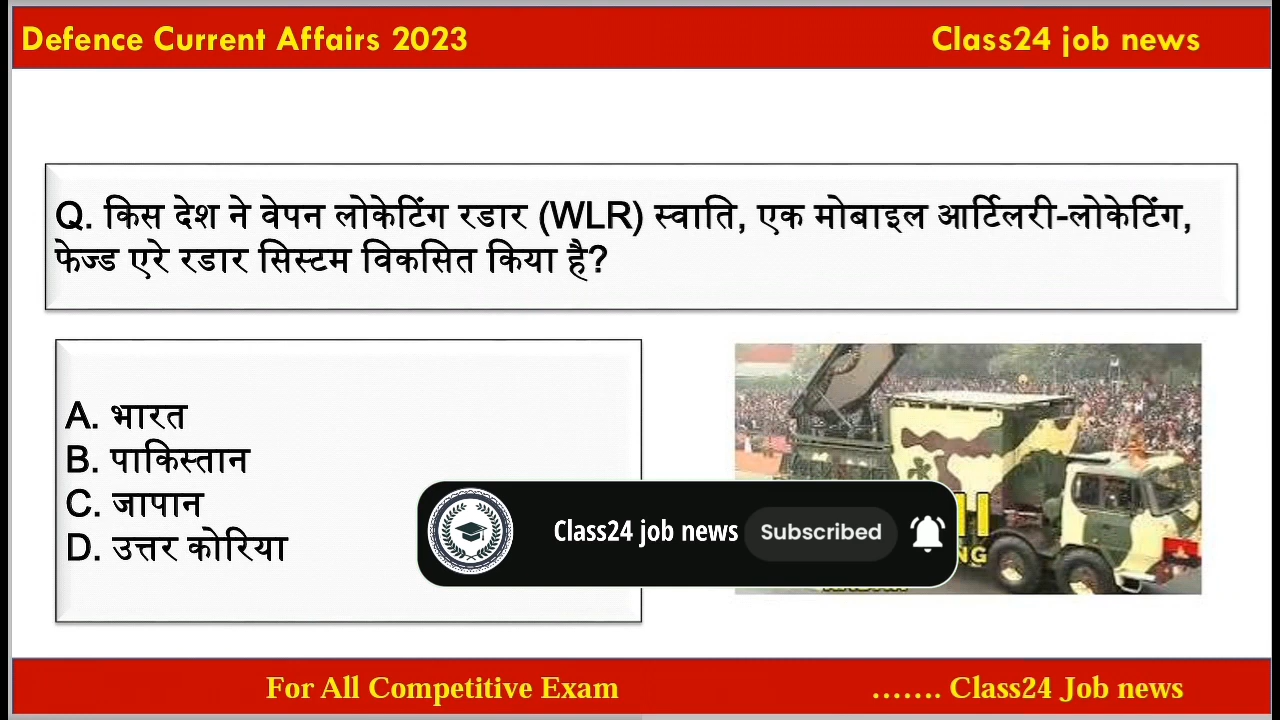 Defence Current Affairs 2023
Class24 job news
Q. किस देश ने वेपन लोकेटिंग रडार (WLR) स्वाति, एक मोबाइल आर्टिलरी-लोकेटिंग,
फेज्ड एरे रडार सिस्टम विकसित किया है?
A. भारत
B. पाकिस्तान
C. जापान
D. उत्तर कोरिया
Class24 job news
Subscribed
For All Competitive Exam
....... Class24 Job news